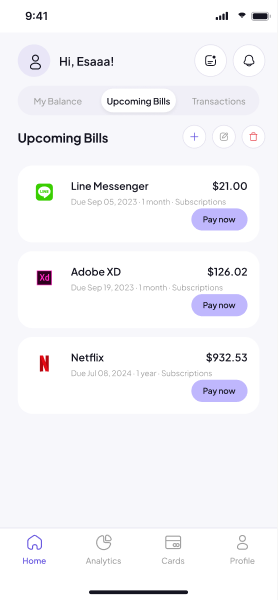 9:41
Hi, Esaaa!
My Balance
Upcoming Bills
Transactions
Upcoming Bills
LINE
Line Messenger
$21.00
Due Sep 05, 2023 · 1 month · Subscriptions
Pay now
Xd
Adobe XD
$126.02
Due Sep 19, 2023 · 1 month · Subscriptions
Pay now
N
Netflix
$932.53
Due Jul 08, 2024 · 1 year · Subscriptions
Pay now
Home
Analytics
Cards
Profile